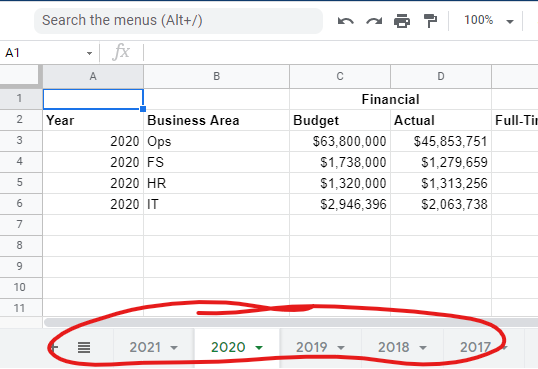 Search the menus (Alt+/) 100%
A1 fx
A B C D
1 Financial
2 Year Business Area Budget Actual
3 2020 Ops $63,800,000 $45,853,751
4 2020 FS $1,738,000 $1,279,659
5 2020 HR $1,320,000 $1,313,256
6 2020 IT $2,946,396 $2,063,738
7
8
9
10
11
2021 2020 2019 2018 2017